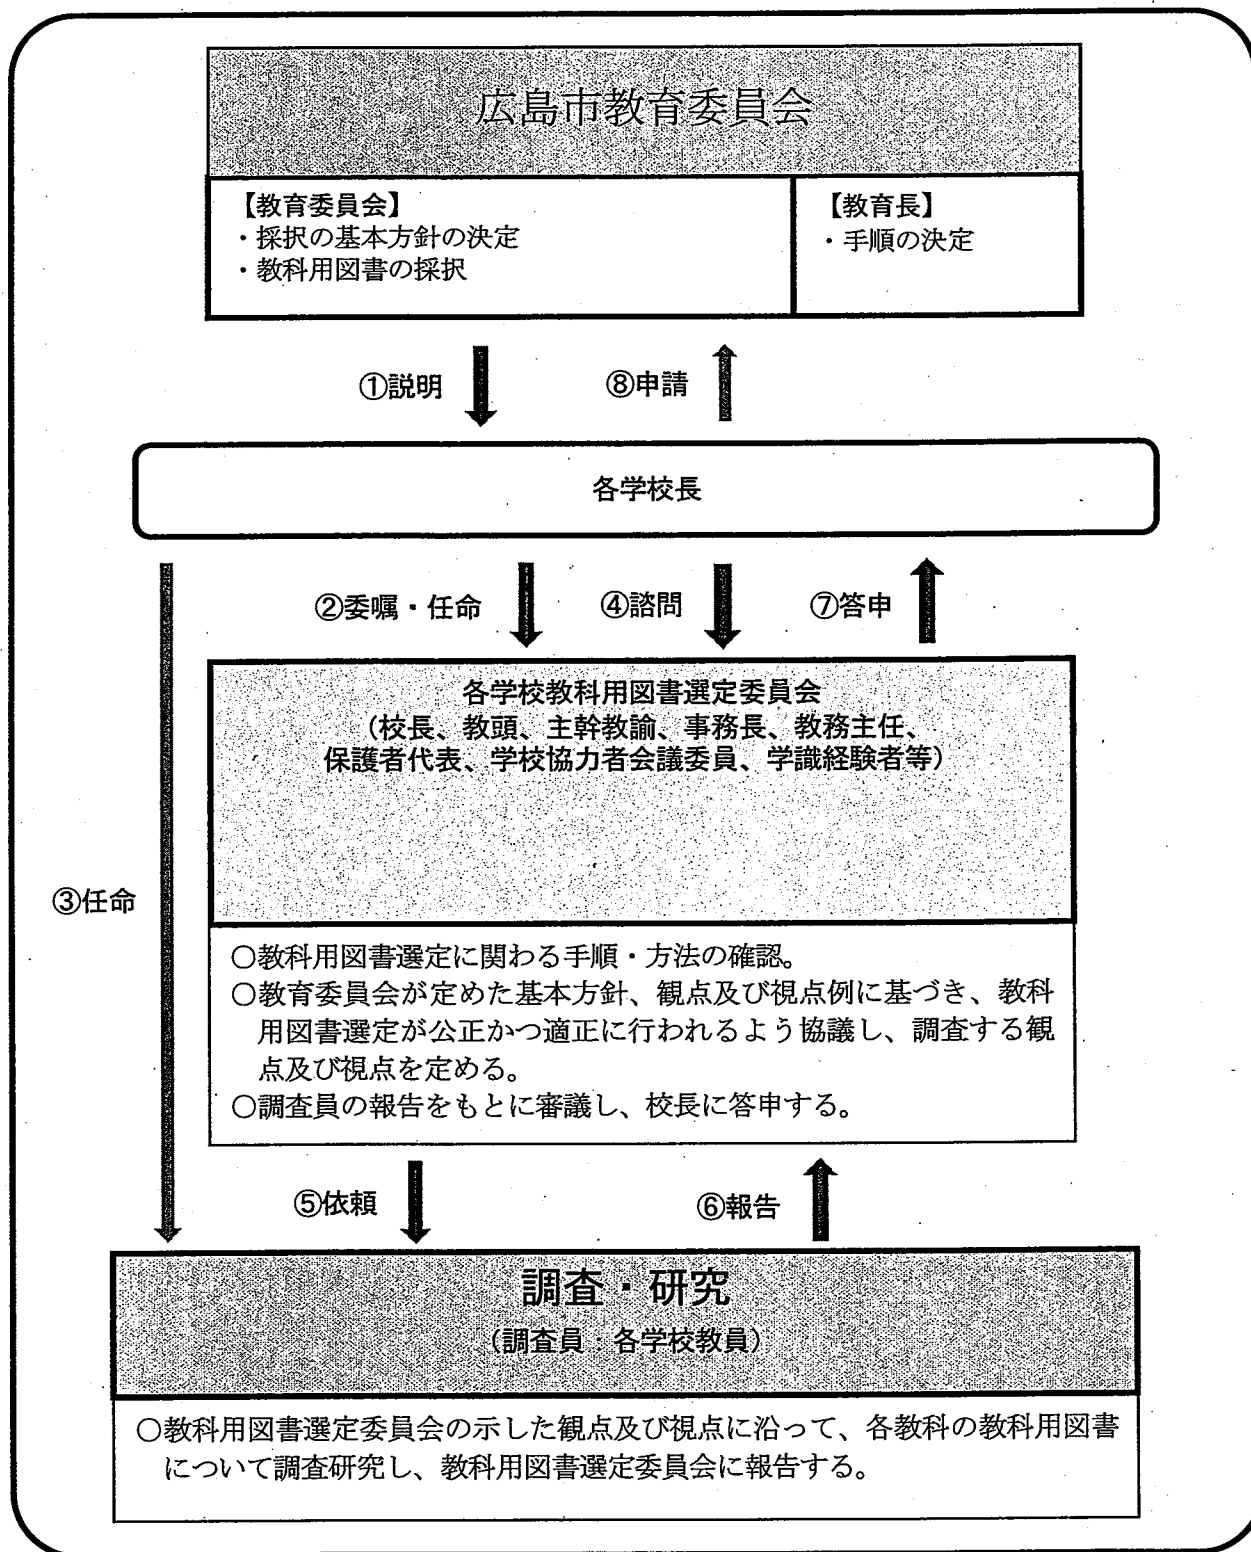 広島市教育委員会
【教育委員会】
・採択の基本方針の決定
・教科用図書の採択
【教育長】
・手順の決定
①説明
⑧申請
各学校長
②委嘱・任命
④諮問
⑦答申
各学校教科用図書選定委員会
(校長、教頭、主幹教諭、事務長、教務主任、
保護者代表、学校協力者会議委員、学識経験者等)
③任命
○教科用図書選定に関わる手順・方法の確認。
○教育委員会が定めた基本方針、観点及び視点例に基づき、教科
用図書選定が公正かつ適正に行われるよう協議し、調査する観
点及び視点を定める。
○調査員の報告をもとに審議し、校長に答申する。
⑤依頼
⑥報告
調査・研究
(調査員:各学校教員)
○教科用図書選定委員会の示した観点及び視点に沿って、各教科の教科用図書
について調査研究し、教科用図書選定委員会に報告する。